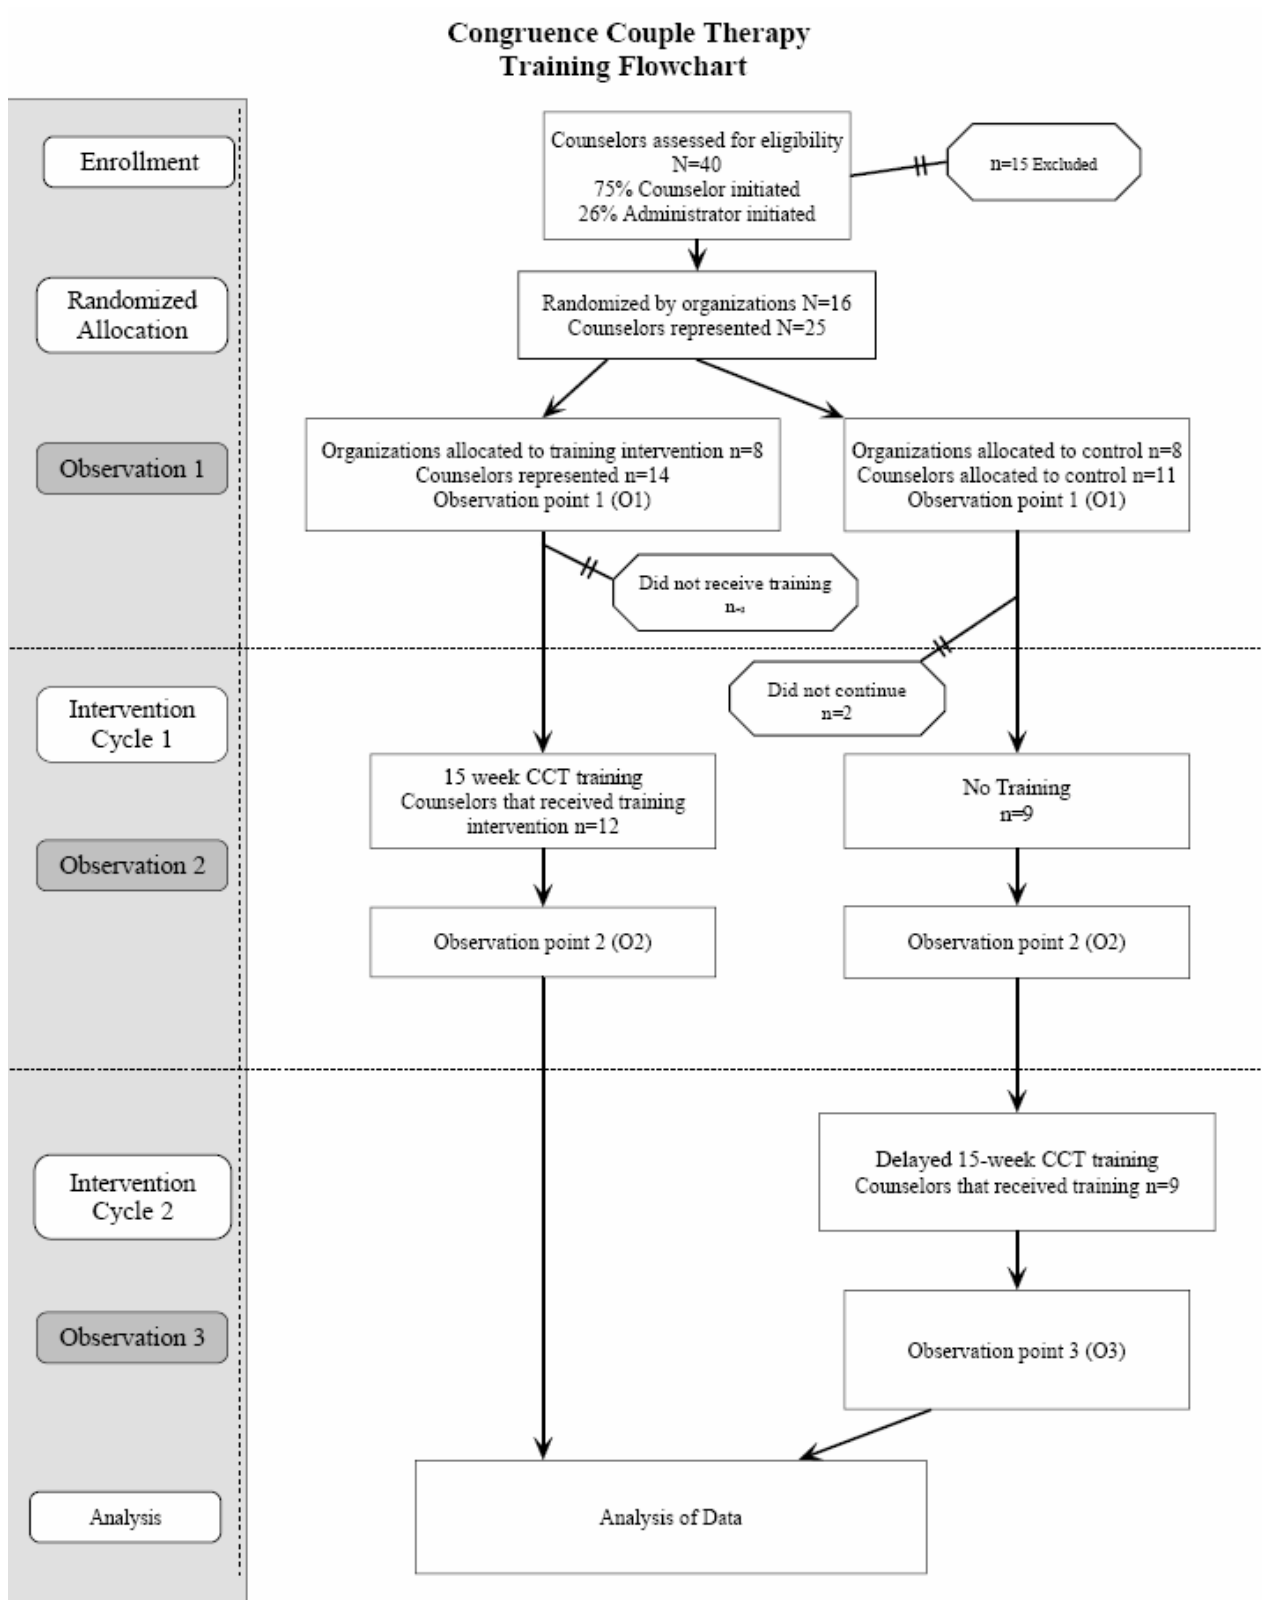 Congruence Couple Therapy
Training Flowchart
Enrollment
Counselors assessed for eligibility
N=40
75% Counselor initiated
26% Administrator initiated
n=15 Excluded
Randomized
Allocation
Randomized by organizations N=16
Counselors represented N=25
Observation 1
Organizations allocated to training intervention n=8
Counselors represented n=14
Observation point 1 (O1)
Organizations allocated to control n=8
Counselors allocated to control n=11
Observation point 1 (O1)
Did not receive training
Intervention
Cycle 1
Did not continue
n=2
15 week CCT training
Counselors that received training
intervention n=12
No Training
n=9
Observation 2
Observation point 2 (O2)
Observation point 2 (O2)
Intervention
Cycle 2
Delayed 15-week CCT training
Counselors that received training n=9
Observation 3
Observation point 3 (O3)
Analysis
Analysis of Data